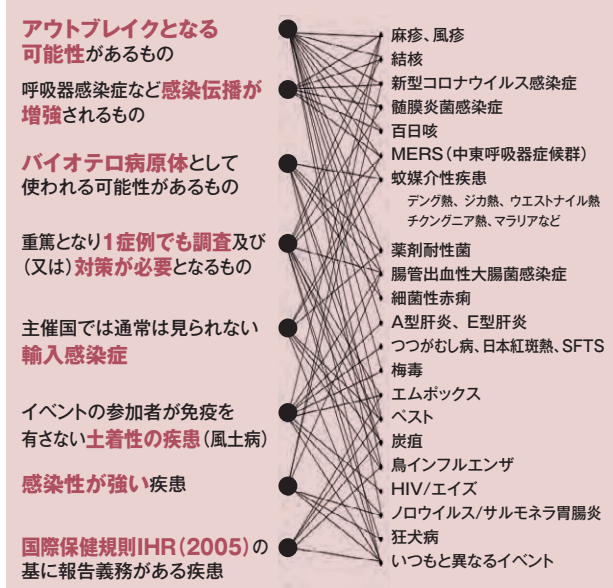 アウトブレイクとなる
可能性があるもの
呼吸器感染症など感染伝播が
増強されるもの
バイオテロ病原体として
使われる可能性があるもの
重篤となり1症例でも調査及び
(又は)対策が必要となるもの
主催国では通常は見られない
輸入感染症
イベントの参加者が免疫を
有さない土着性の疾患(風土病)
感染性が強い疾患
国際保健規則IHR(2005)の
基に報告義務がある疾患
麻疹、風疹
結核
新型コロナウイルス感染症
髄膜炎菌感染症
百日咳
MERS(中東呼吸器症候群)
蚊媒介性疾患
デング熱、ジカ熱、ウエストナイル熱
チクングニア熱、マラリアなど
薬剤耐性菌
腸管出血性大腸菌感染症
細菌性赤痢
A型肝炎、E型肝炎
つつがむし病、日本紅斑熱、SFTS
梅毒
エムポックス
ペスト
炭疽
鳥インフルエンザ
HIV/エイズ
ノロウイルス/サルモネラ胃腸炎
狂犬病
いつもと異なるイベント